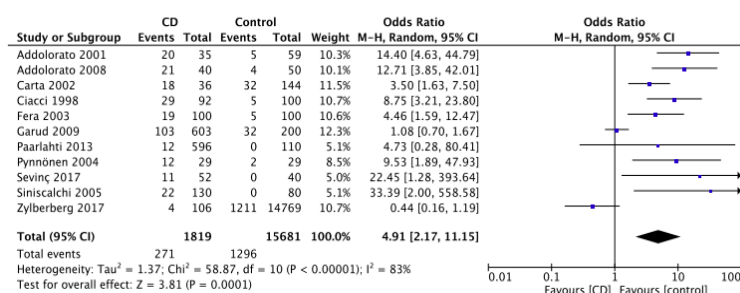 CD Control Odds Ratio Odds Ratio
Study or Subgroup Events Total Events Total Weight M-H, Random, 95% CI M-H, Random, 95% CI
Addolorato 2001 20 35 5 59 10.3% 14.40 [4.63, 44.79]
Addolorato 2008 21 40 4 50 10.0% 12.71 [3.85, 42.01]
Carta 2002 18 36 32 144 11.5% 3.50 [1.63, 7.50]
Ciacci 1998 29 92 5 100 10.7% 8.75 [3.21, 23.80]
Fera 2003 19 100 5 100 10.6% 4.46 [1.59, 12.47]
Garud 2009 103 603 32 200 12.3% 1.08 [0.70, 1.67]
Paarlahti 2013 12 596 0 110 5.1% 4.73 [0.28, 80.41]
Pynnönen 2004 12 29 2 29 8.5% 9.53 [1.89, 47.93]
Sevinç 2017 11 52 0 40 5.1% 22.45 [1.28, 393.64]
Siniscalchi 2005 22 130 0 80 5.1% 33.39 [2.00, 558.58]
Zylberberg 2017 4 106 1211 14769 10.7% 0.44 [0.16, 1.19]
Total (95% CI) 1819 15681 100.0% 4.91 [2.17, 11.15]
Total events 271 1296
Heterogeneity: Tau² = 1.37; Chi² = 58.87, df = 10 (P < 0.00001); I² = 83%
Test for overall effect: Z = 3.81 (P = 0.0001)
0.01 0.1 1 10 100
Favours [CD] Favours [control]